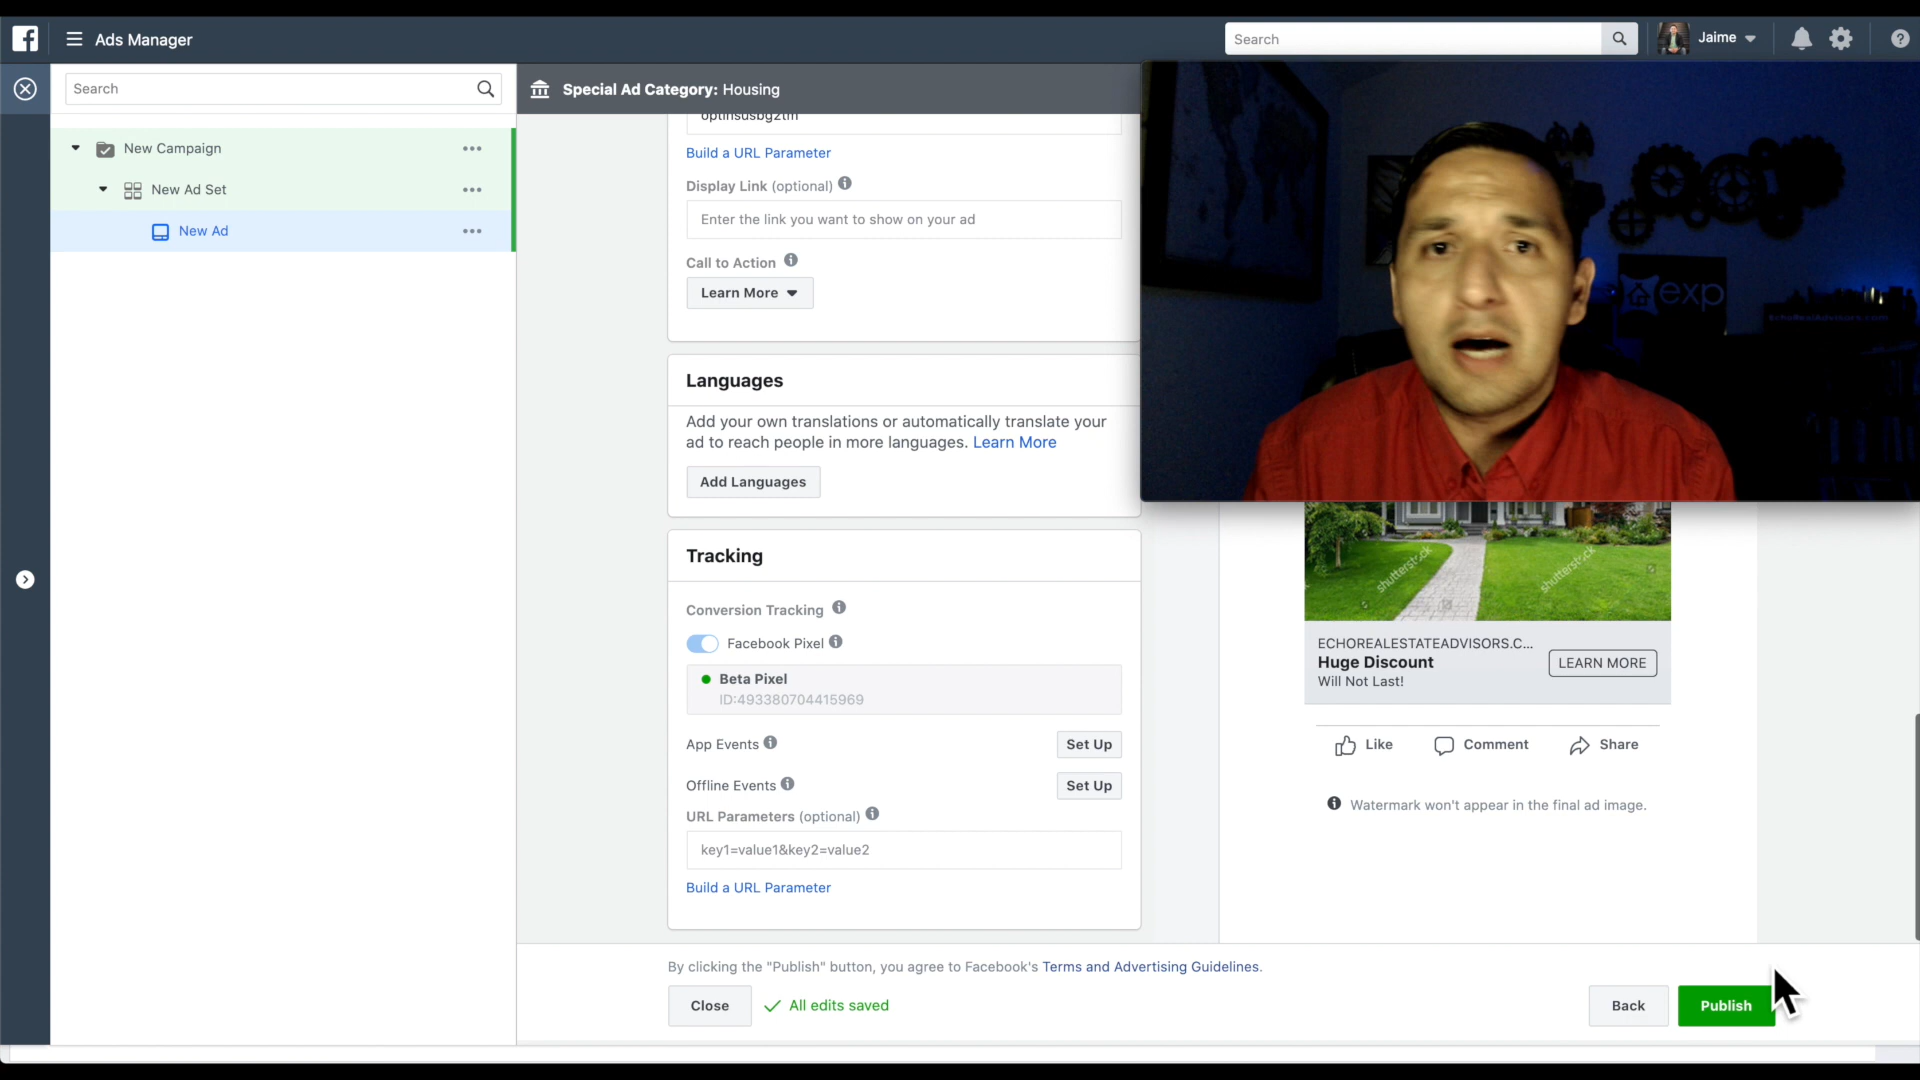 Ads Manager
Search
Jaime
Search
Special Ad Category: Housing
New Campaign
New Ad Set
New Ad
Build a URL Parameter
Display Link (optional)
Enter the link you want to show on your ad
Call to Action
Learn More
Languages
Add your own translations or automatically translate your
ad to reach people in more languages. Learn More
Add Languages
Tracking
Conversion Tracking
Facebook Pixel
Beta Pixel
ID:493380704415969
App Events
Set Up
Offline Events
Set Up
URL Parameters (optional)
key1=value1&key2=value2
Build a URL Parameter
exp
shutterstock
shutterstock
ECHOREALESTATEADVISORS.C...
Huge Discount
LEARN MORE
Will Not Last!
Like
Comment
Share
Watermark won't appear in the final ad image.
By clicking the "Publish" button, you agree to Facebook's Terms and Advertising Guidelines.
Close
All edits saved
Back
Publish